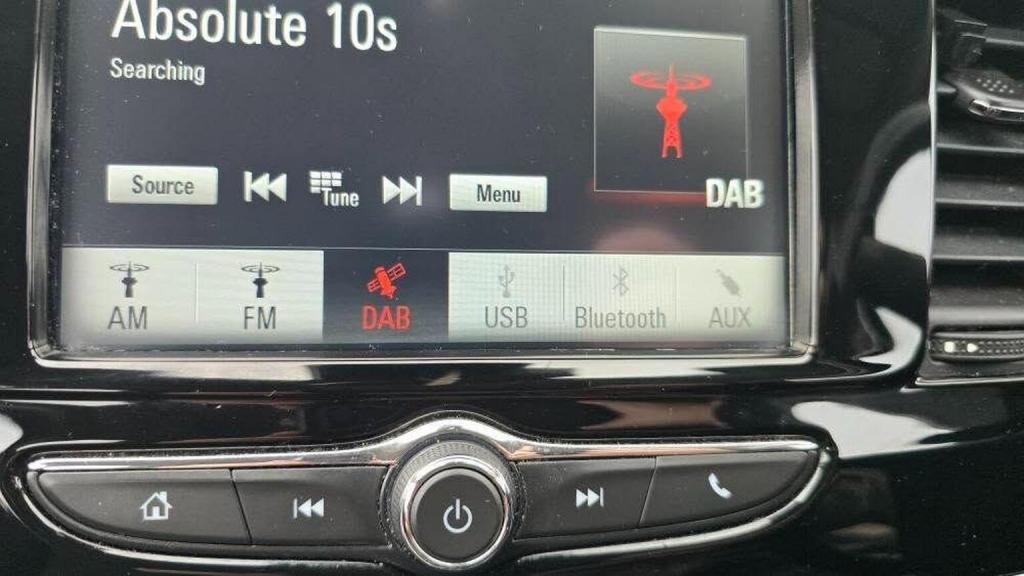 Absolute 10s
Searching
Source Tune Menu
DAB
AM FM DAB USB Bluetooth AUX